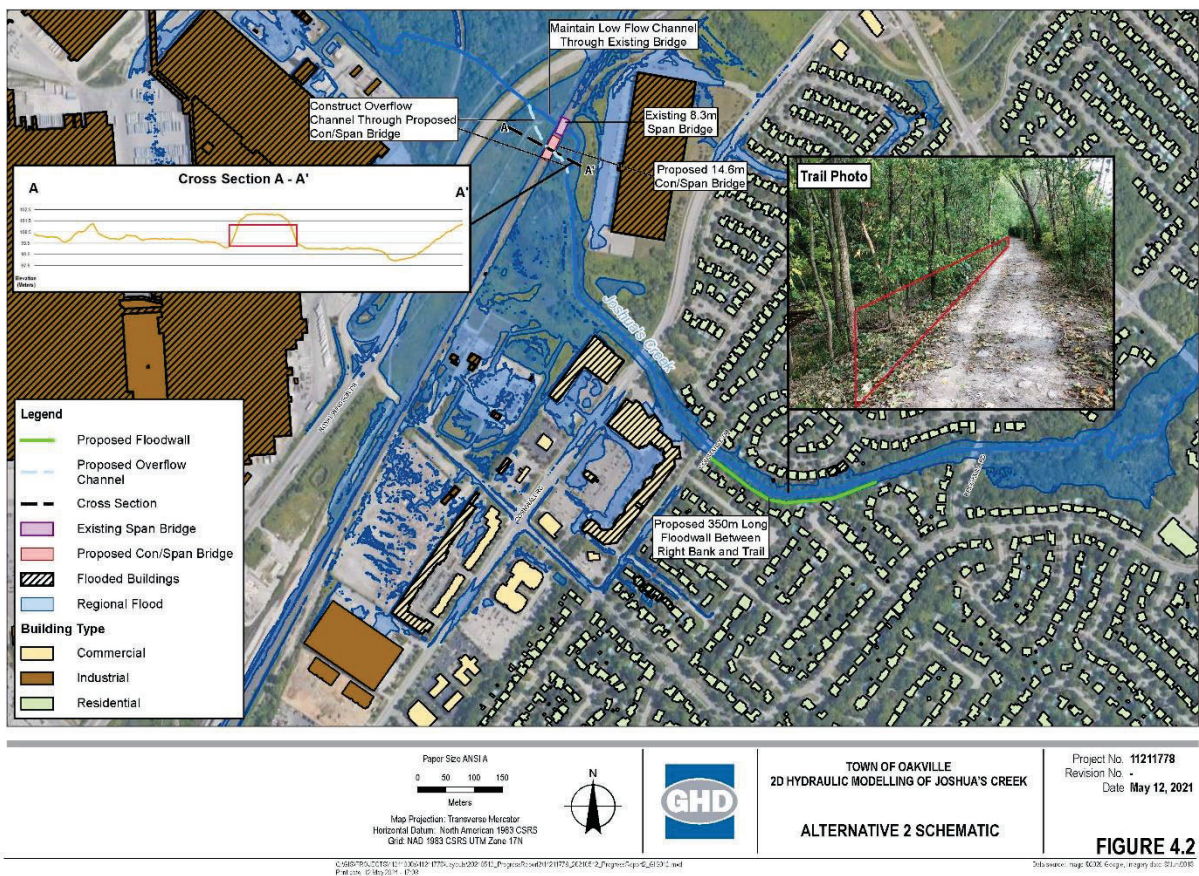 Maintain Low Flow Channel
Through Existing Bridge
Construct Overflow
Channel Through Proposed
Con/Span Bridge
A
A'
Existing 8.3m
Span Bridge
Proposed 14.6m
Con/Span Bridge
Cross Section A - A'
A
A'
Elevation
(Meters)
Trail Photo
Joshua's Creek
Proposed 350m Long
Floodwall Between
Right Bank and Trail
Legend
Proposed Floodwall
Proposed Overflow
Channel
Cross Section
Existing Span Bridge
Proposed Con/Span Bridge
Flooded Buildings
Regional Flood
Building Type
Commercial
Industrial
Residential
Paper Size ANSI A
0 50 100 150
Meters
Map Projection: Transverse Mercator
Horizontal Datum: North American 1983 CSRS
Grid: NAD 1983 CSRS UTM Zone 17N
N
GHD
TOWN OF OAKVILLE
2D HYDRAULIC MODELLING OF JOSHUA'S CREEK
ALTERNATIVE 2 SCHEMATIC
Project No. 11211778
Revision No. -
Date May 12, 2021
FIGURE 4.2